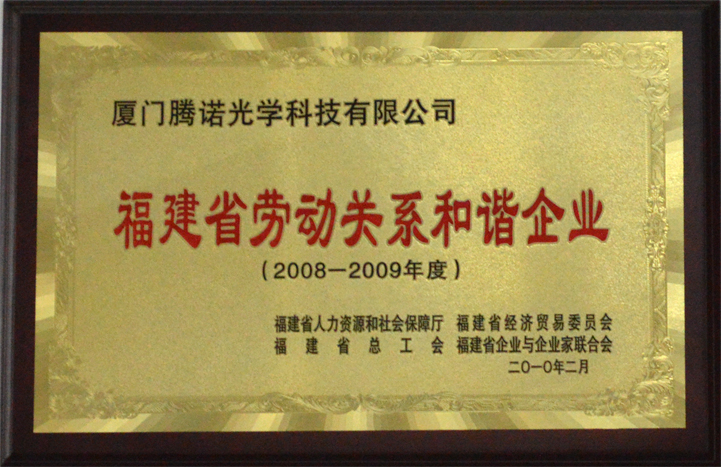 厦门腾诺光学科技有限公司
福建省劳动关系和谐企业
（2008—2009年度）
福建省人力资源和社会保障厅 福建省经济贸易委员会
福建省总工会 福建省企业与企业家联合会
二〇一〇年二月